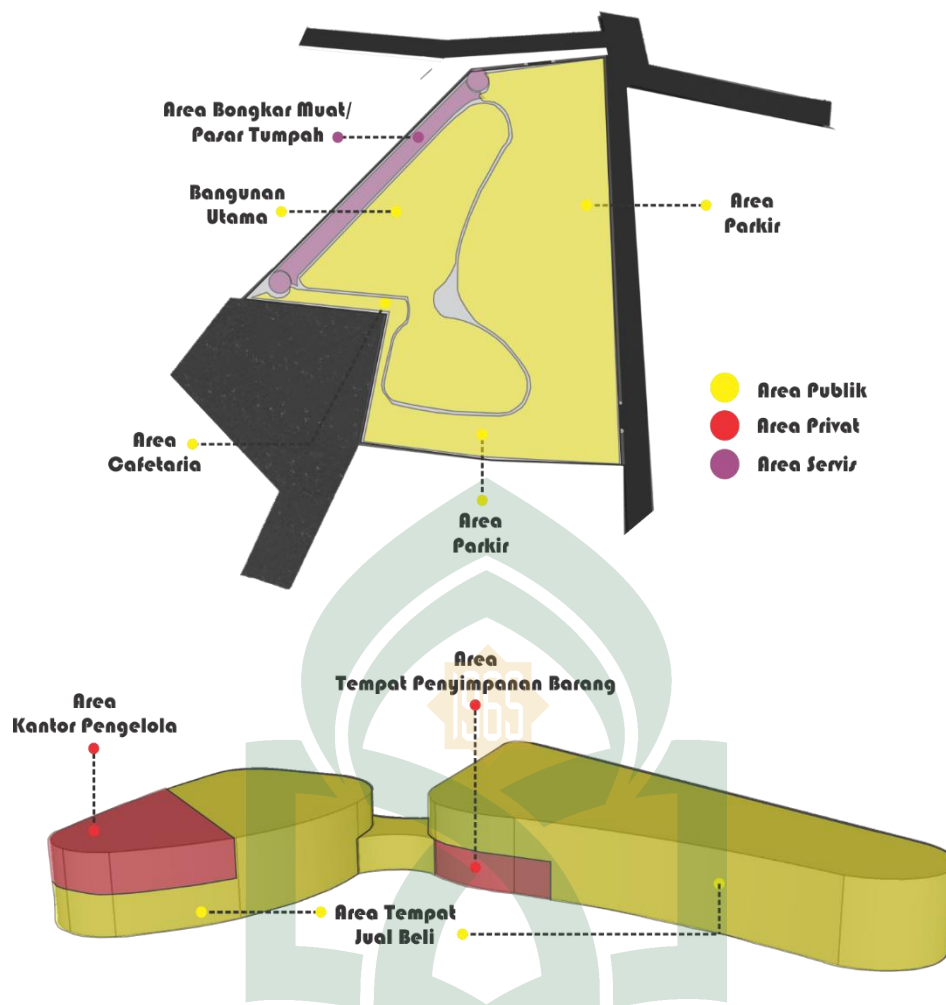 Area Bongkar Muat/
Pasar Tumpah
Bangunan
Utama
Area
Parkir
Area Publik
Area Privat
Area Servis
Area
Cafetaria
Area
Parkir
Area
Tempat Penyimpanan Barang
1965
Area
Kantor Pengelola
Area Tempat
Jual Beli